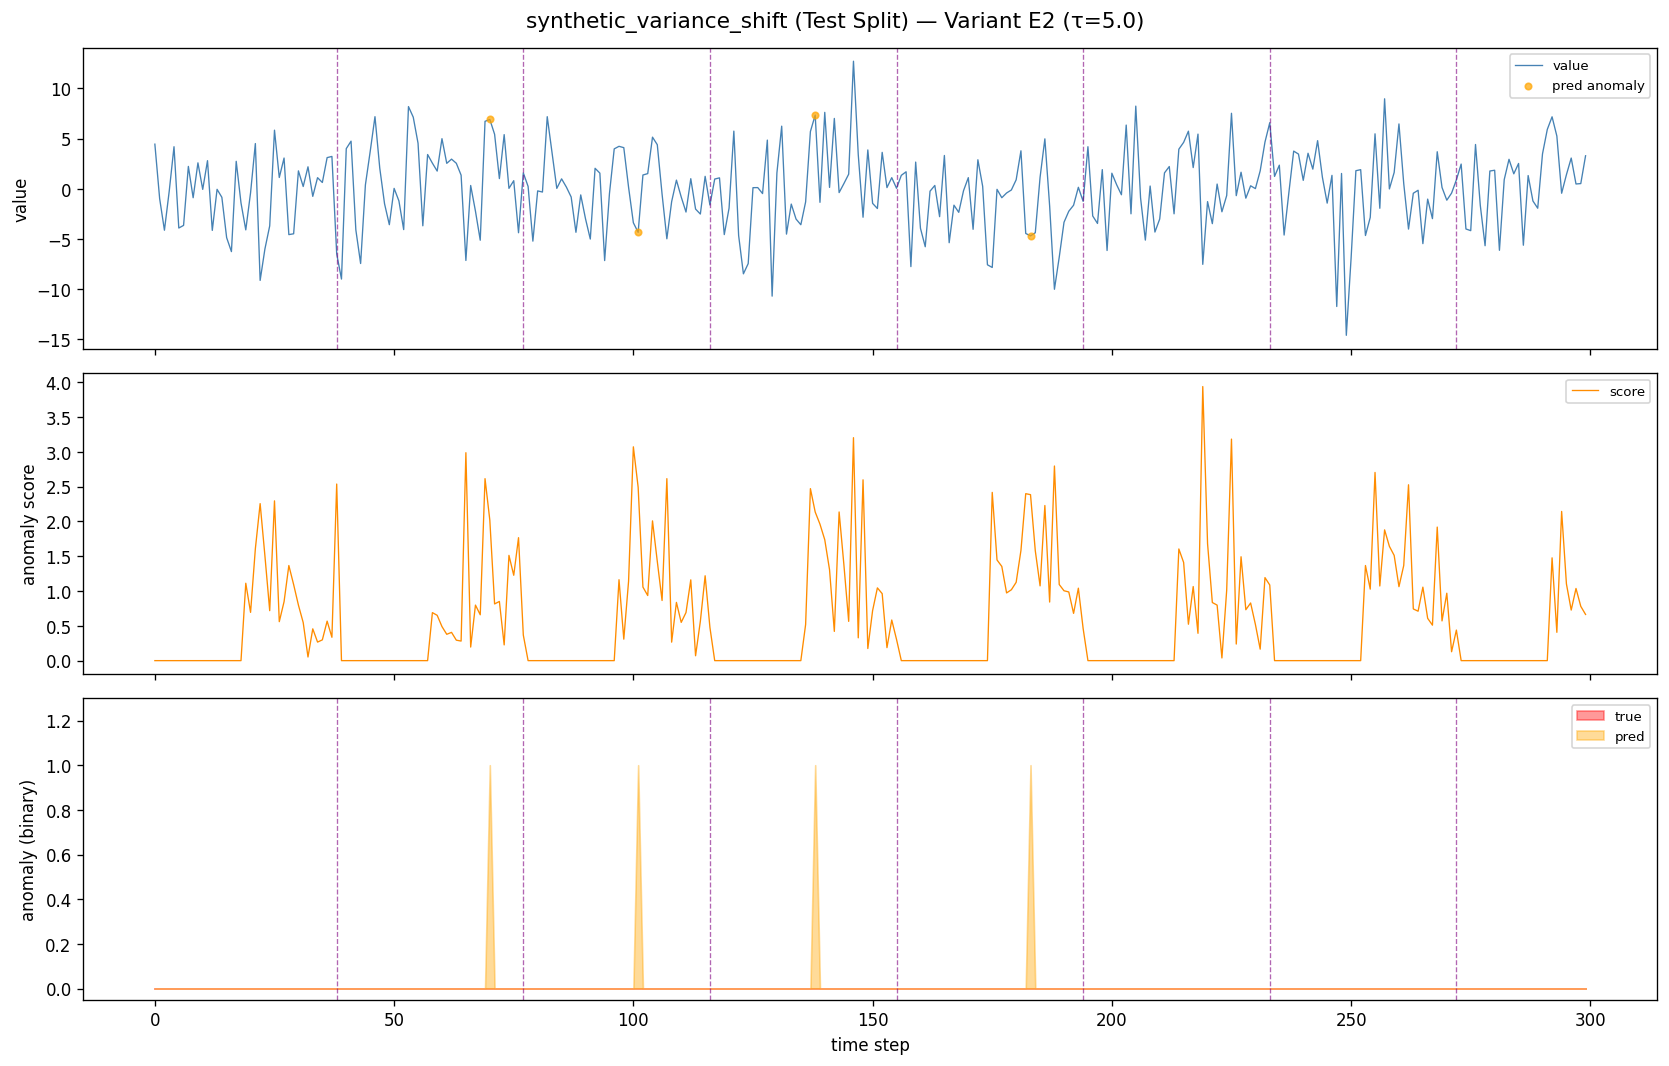 synthetic_variance_shift (Test Split) — Variant E2 (τ=5.0)
value
10
5
0
−5
−10
−15
value
pred anomaly
anomaly score
4.0
3.5
3.0
2.5
2.0
1.5
1.0
0.5
0.0
score
anomaly (binary)
1.2
1.0
0.8
0.6
0.4
0.2
0.0
true
pred
0 50 100 150 200 250 300
time step